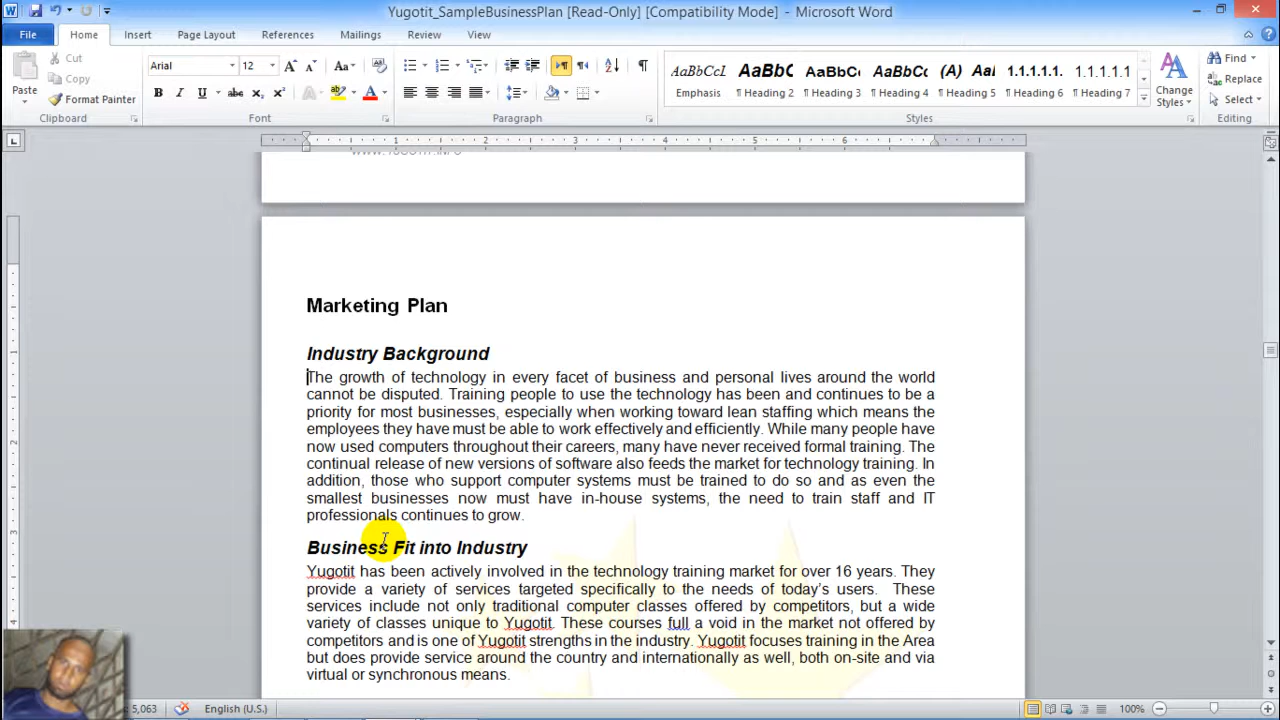 Yugotit_SampleBusinessPlan [Read-Only] [Compatibility Mode] - Microsoft Word
File Home Insert Page Layout References Mailings Review View
Paste
Cut
Copy
Format Painter
Clipboard
Arial 12
Font
Paragraph
AaBbCcI AaBbC AaBbCc AaBbCc (A) Aal 1.1.1.1. 1.1.1.1.1
Emphasis ¶ Heading 2 ¶ Heading 3 ¶ Heading 4 ¶ Heading 5 ¶ Heading 6 ¶ Heading 7
Styles
Change Styles
Find
Replace
Select
Editing
1 2 3 4 5 6
Marketing Plan
Industry Background
The growth of technology in every facet of business and personal lives around the world
cannot be disputed. Training people to use the technology has been and continues to be a
priority for most businesses, especially when working toward lean staffing which means the
employees they have must be able to work effectively and efficiently. While many people have
now used computers throughout their careers, many have never received formal training. The
continual release of new versions of software also feeds the market for technology training. In
addition, those who support computer systems must be trained to do so and as even the
smallest businesses now must have in-house systems, the need to train staff and IT
professionals continues to grow.
Business Fit into Industry
Yugotit has been actively involved in the technology training market for over 16 years. They
provide a variety of services targeted specifically to the needs of today's users. These
services include not only traditional computer classes offered by competitors, but a wide
variety of classes unique to Yugotit. These courses full a void in the market not offered by
competitors and is one of Yugotit strengths in the industry. Yugotit focuses training in the Area
but does provide service around the country and internationally as well, both on-site and via
virtual or synchronous means.
5,063 English (U.S.) 100%